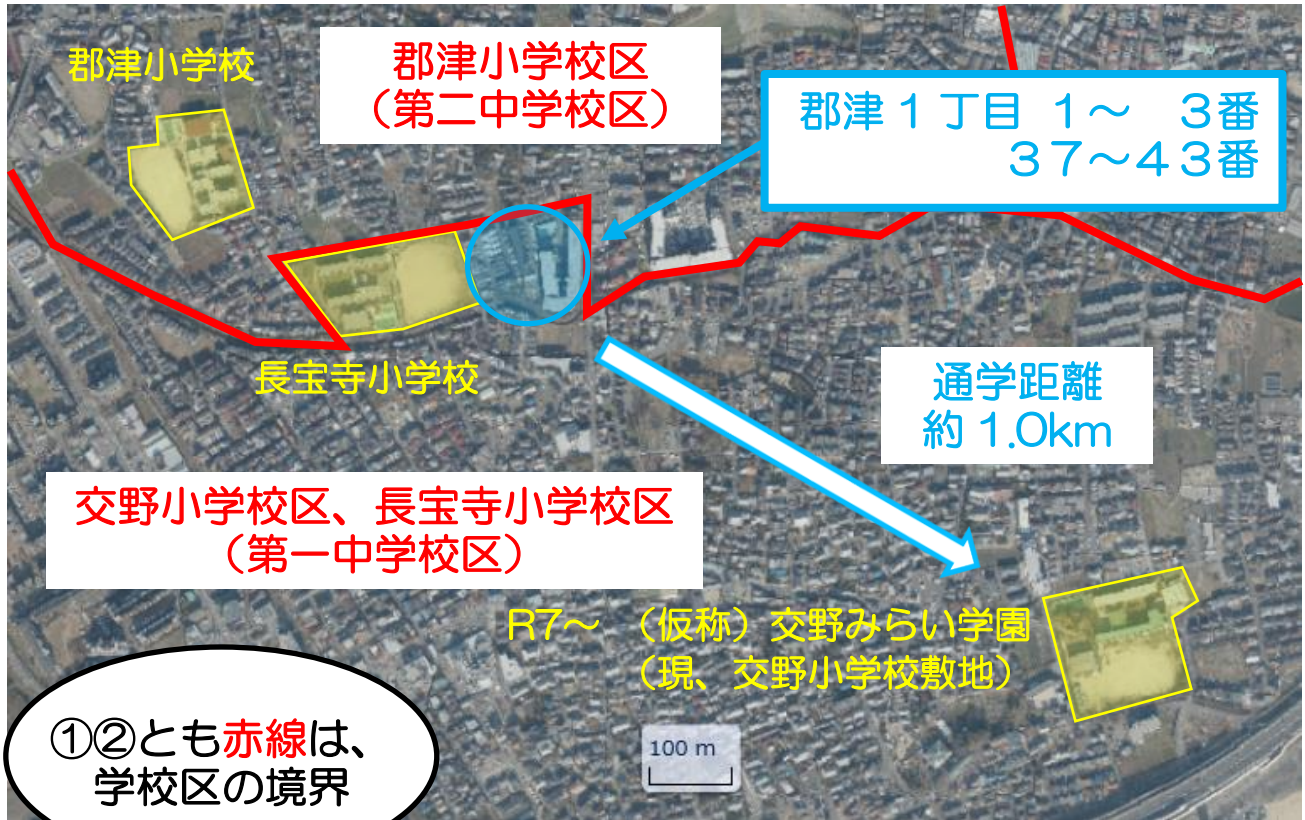 郡津小学校
郡津小学校区
（第二中学校区）
郡津１丁目 １～　３番
３７～４３番
長宝寺小学校
通学距離
約 1.0km
交野小学校区、長宝寺小学校区
（第一中学校区）
R7～　（仮称）交野みらい学園
（現、交野小学校敷地）
①②とも赤線は、
学校区の境界
100 m